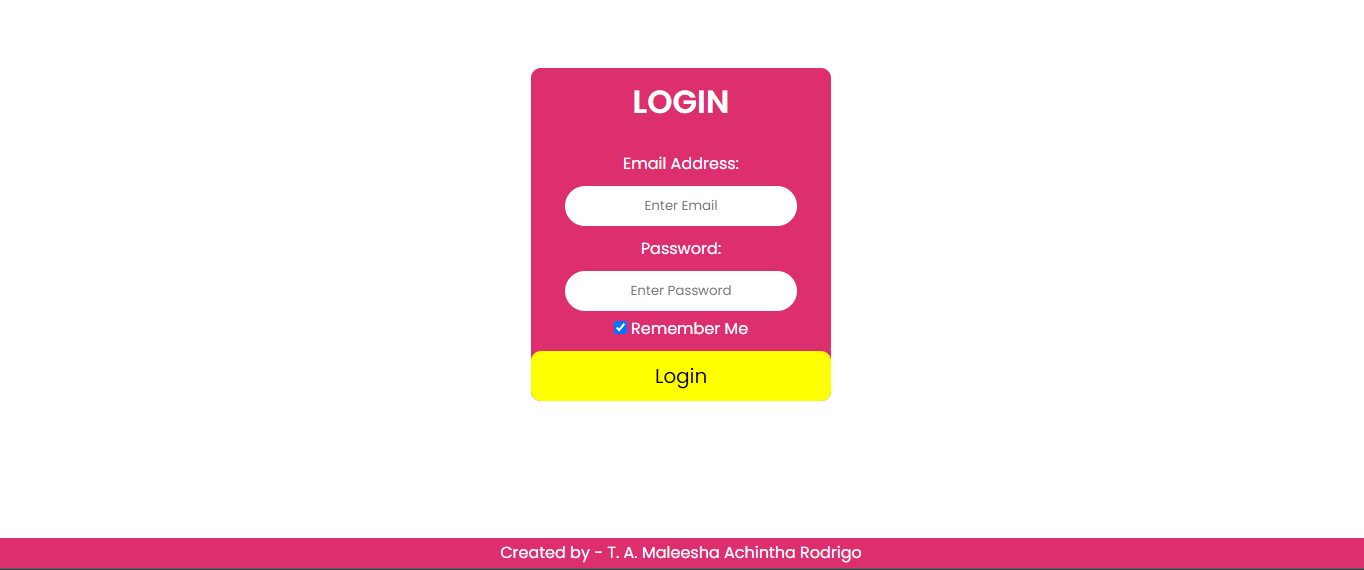 LOGIN
Email Address:
Enter Email
Password:
Enter Password
Remember Me
Login
Created by - T. A. Maleesha Achintha Rodrigo